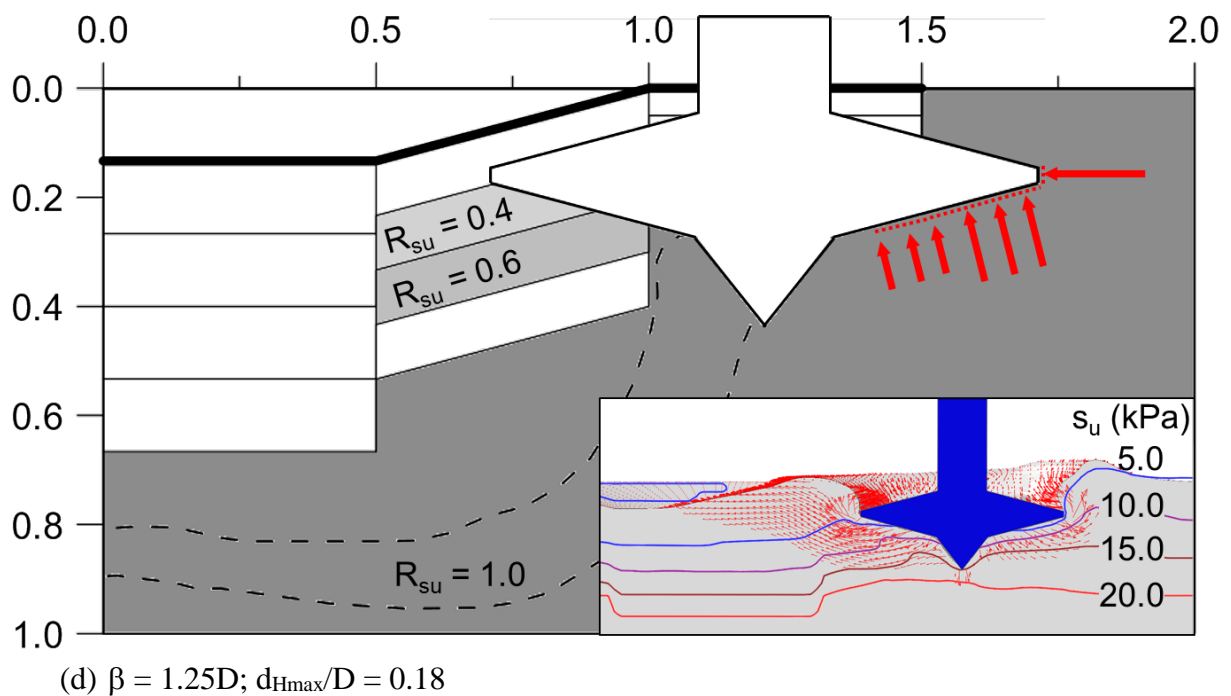 0.0 0.5 1.0 1.5 2.0
0.0
0.2
0.4
0.6
0.8
1.0
Rsu = 0.4
Rsu = 0.6
Rsu = 1.0
su (kPa)
5.0
10.0
15.0
20.0
(d) β = 1.25D; dHmax/D = 0.18